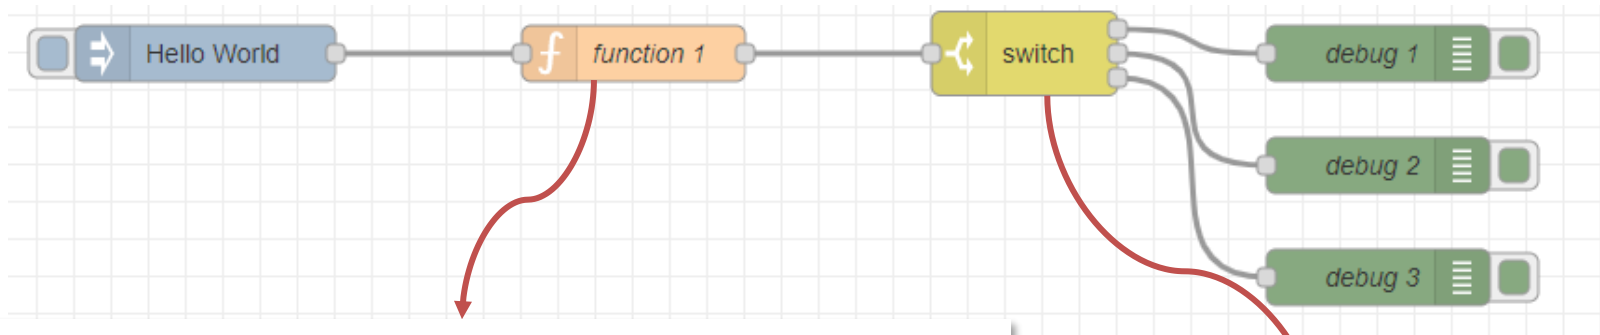 Hello World
function 1
switch
debug 1
debug 2
debug 3